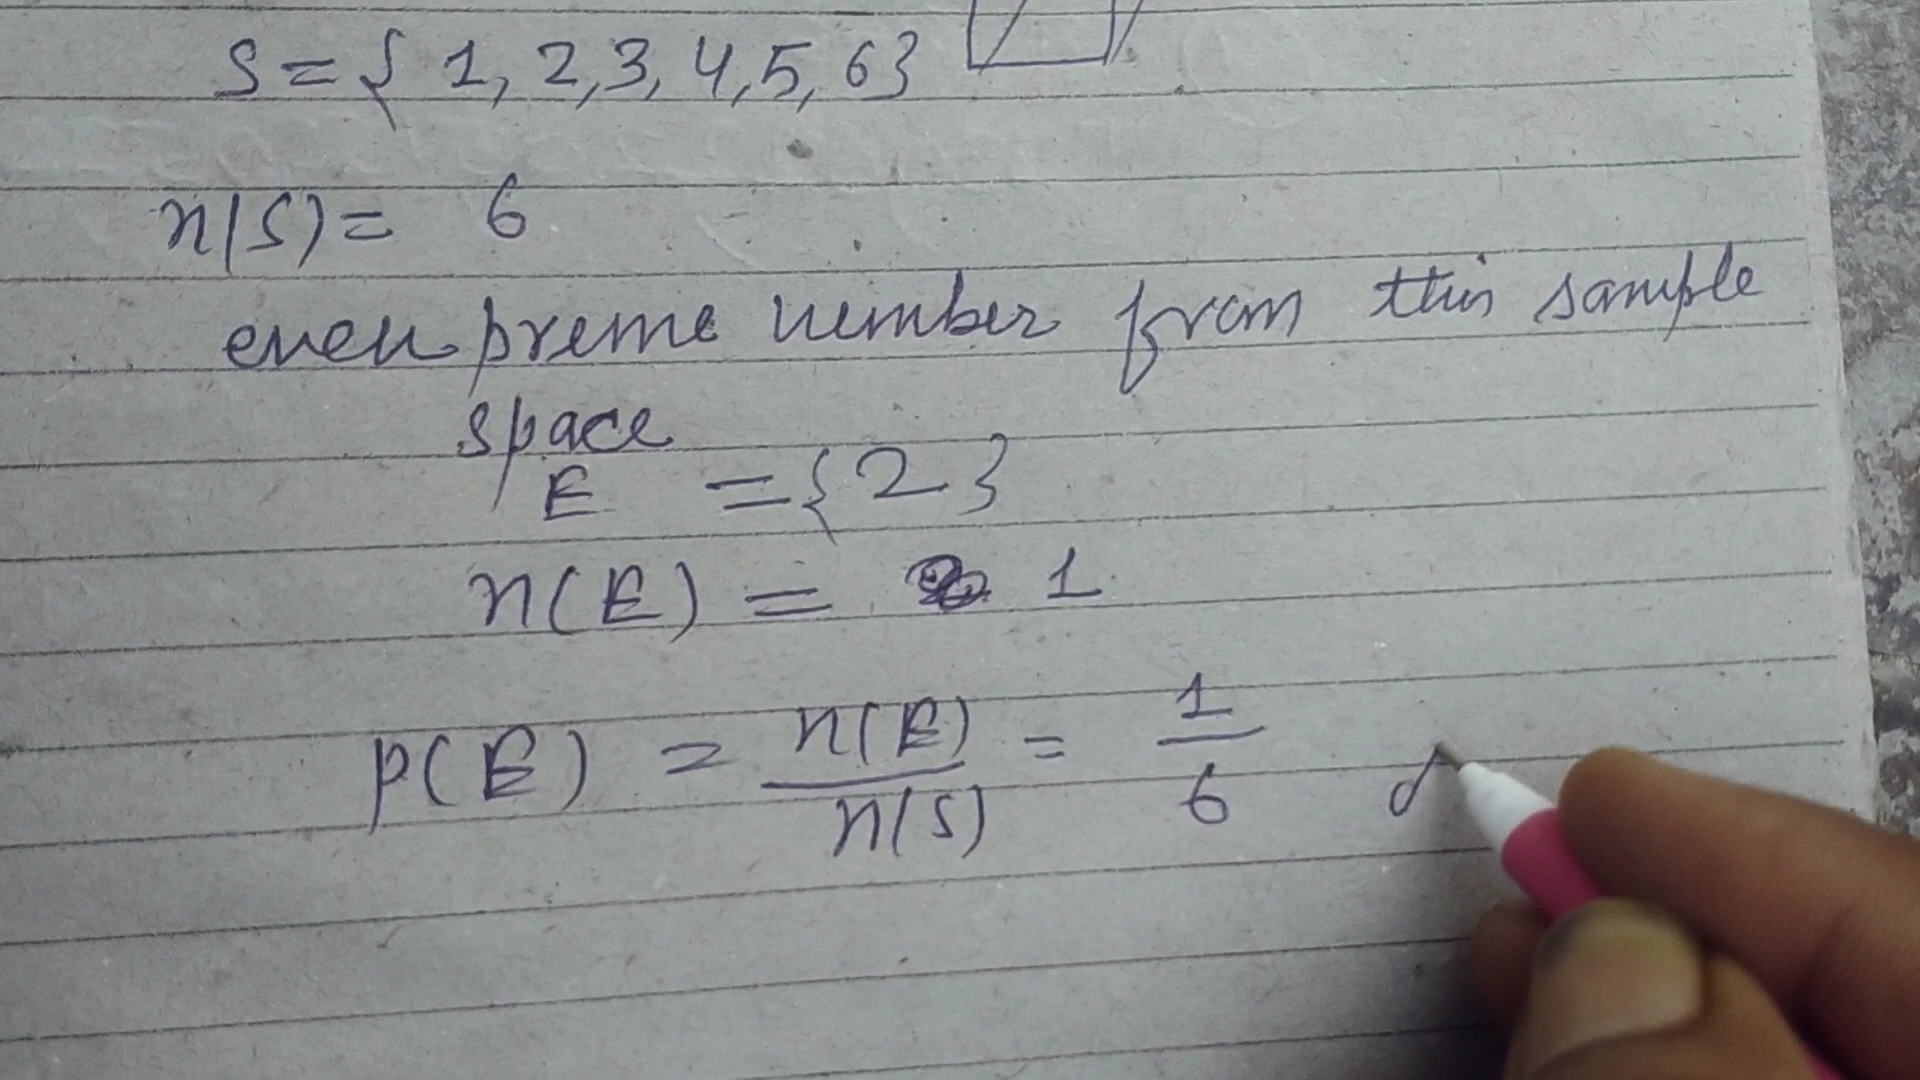 S = { 1, 2, 3, 4, 5, 6 }
n(S) = 6
even preme number from this sample
space
E = { 2 }
n(E) = 1
P(E) = n(E)/n(S) = 1/6